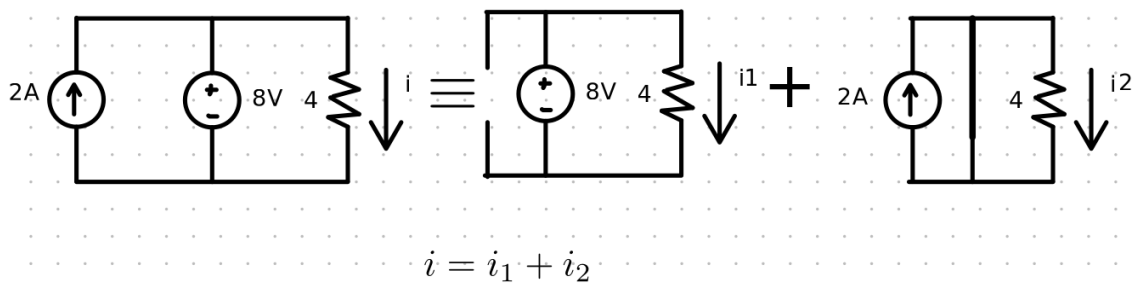 2A 8V 4 i ≡ 8V 4 i1 + 2A 4 i2
i = i₁ + i₂